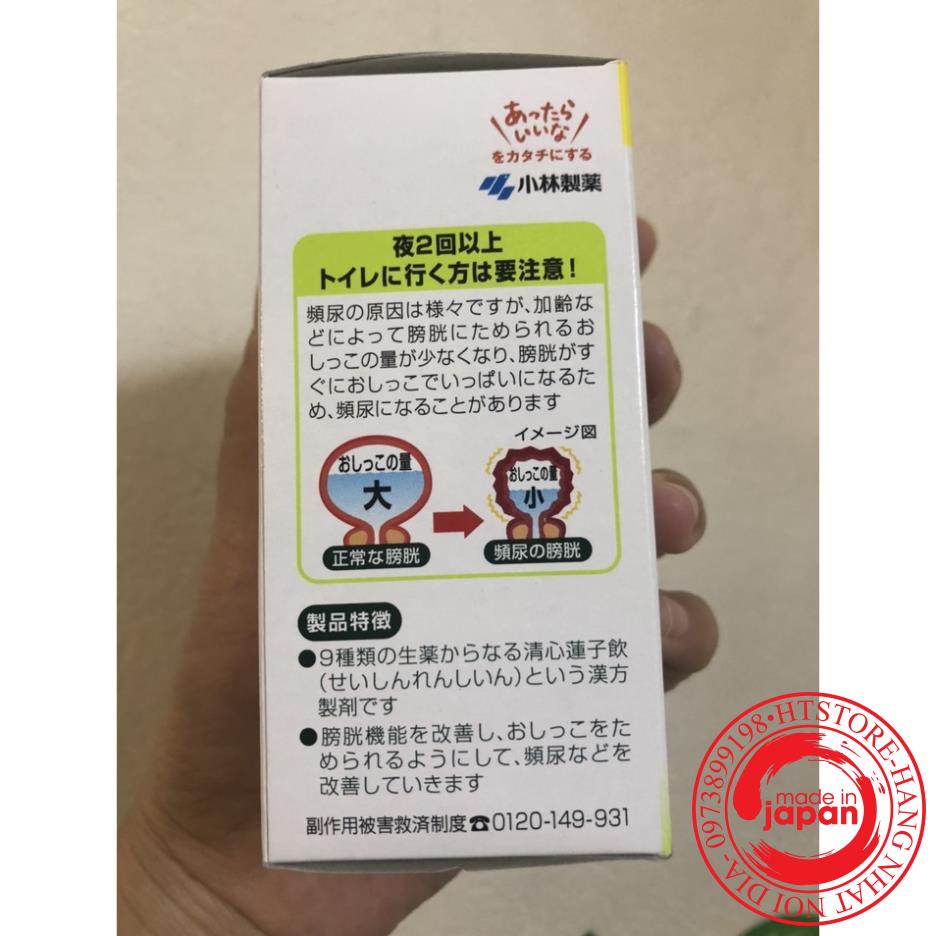 あったら
いいな
をカタチにする
小林製薬
夜2回以上
トイレに行く方は要注意！
頻尿の原因は様々ですが、加齢な
どによって膀胱にためられるお
しっこの量が少なくなり、膀胱がす
ぐにおしっこでいっぱいになるた
め、頻尿になることがあります
イメージ図
おしっこの量
大
おしっこの量
小
正常な膀胱
頻尿の膀胱
製品特徴
●9種類の生薬からなる清心蓮子飲
(せいしんれんしいん)という漢方
製剤です
●膀胱機能を改善し、おしっこをた
められるようにして、頻尿などを
改善していきます
副作用被害救済制度☎0120-149-931
0973899198•HTSTORE-HANG NHAT NOI DIA-
made in
japan